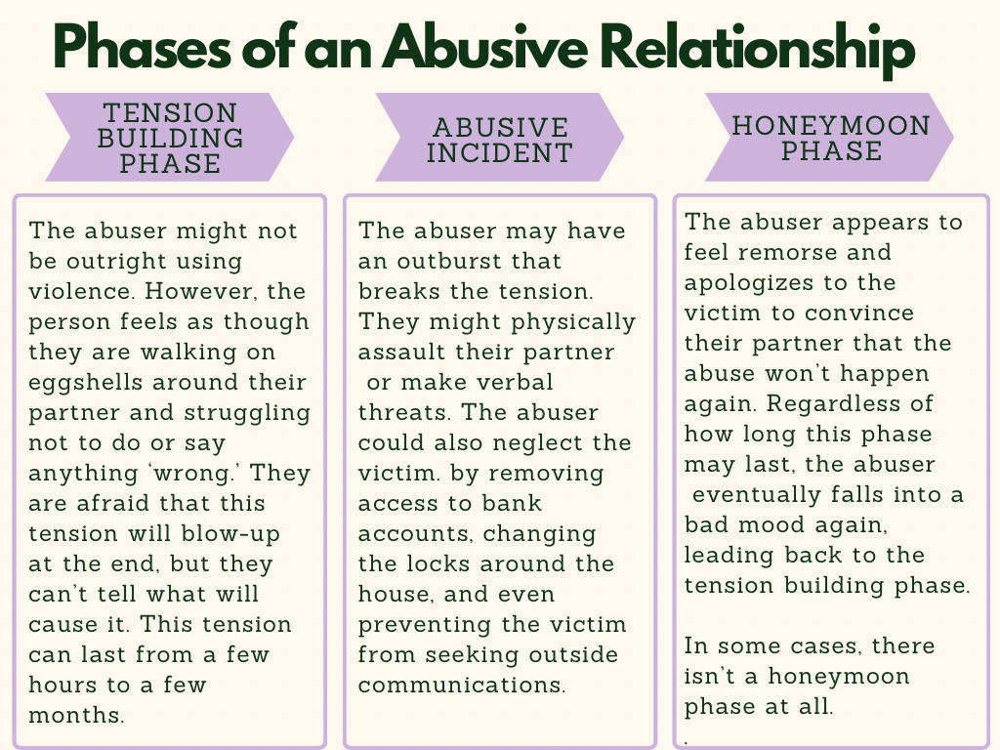 Phases of an Abusive Relationship
TENSION
BUILDING
PHASE
The abuser might not
be outright using
violence. However, the
person feels as though
they are walking on
eggshells around their
partner and struggling
not to do or say
anything ‘wrong.’ They
are afraid that this
tension will blow-up
at the end, but they
can’t tell what will
cause it. This tension
can last from a few
hours to a few
months.
ABUSIVE
INCIDENT
The abuser may have
an outburst that
breaks the tension.
They might physically
assault their partner
or make verbal
threats. The abuser
could also neglect the
victim. by removing
access to bank
accounts, changing
the locks around the
house, and even
preventing the victim
from seeking outside
communications.
HONEYMOON
PHASE
The abuser appears to
feel remorse and
apologizes to the
victim to convince
their partner that the
abuse won’t happen
again. Regardless of
how long this phase
may last, the abuser
eventually falls into a
bad mood again,
leading back to the
tension building phase.
In some cases, there
isn’t a honeymoon
phase at all.
.